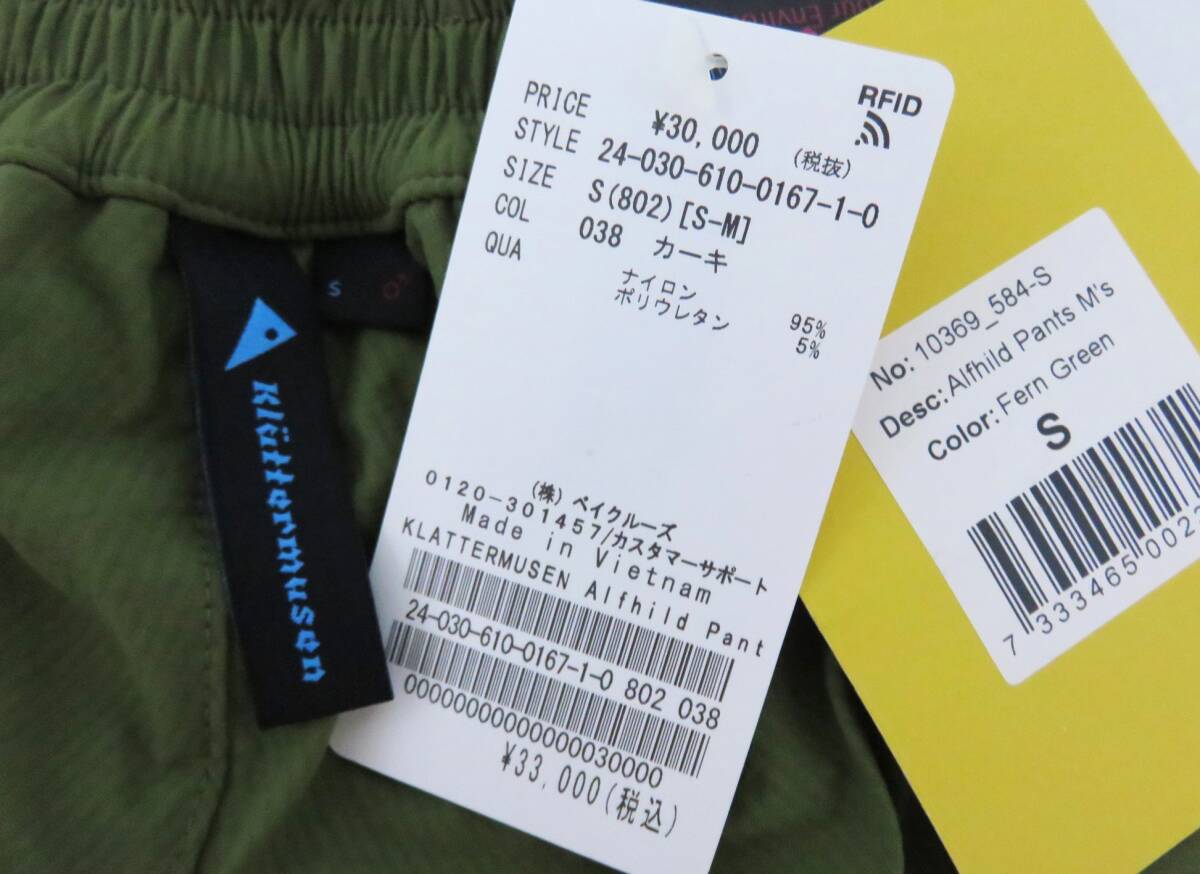 our Enviro
RFID
PRICE ¥30,000 (税抜)
STYLE 24-030-610-0167-1-0
SIZE S(802)[S-M]
COL 038 カーキ
QUA
ナイロン 95%
ポリウレタン 5%
(株) ベイクルーズ
0120-301457/カスタマーサポート
Made in Vietnam
KLATTERMUSEN Alfhild Pant
24-030-610-0167-1-0 802 038
¥33,000(税込)
S
Klättermusen
No: 10369_584-S
Desc: Alfhild Pants M's
Color: Fern Green
S
7 333465 002